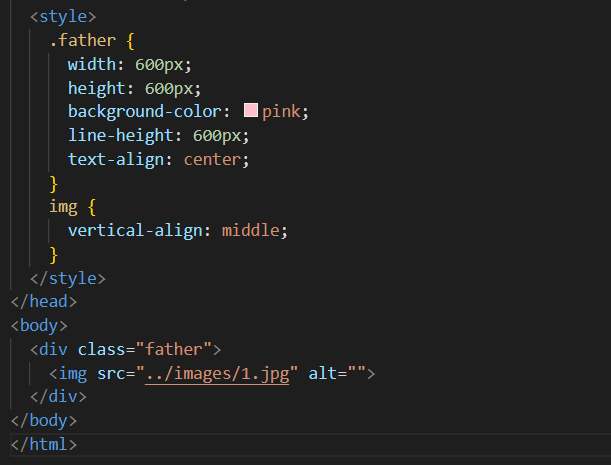 <style>
.father {
width: 600px;
height: 600px;
background-color: pink;
line-height: 600px;
text-align: center;
}
img {
vertical-align: middle;
}
</style>
</head>
<body>
<div class="father">
<img src="../images/1.jpg" alt="">
</div>
</body>
</html>